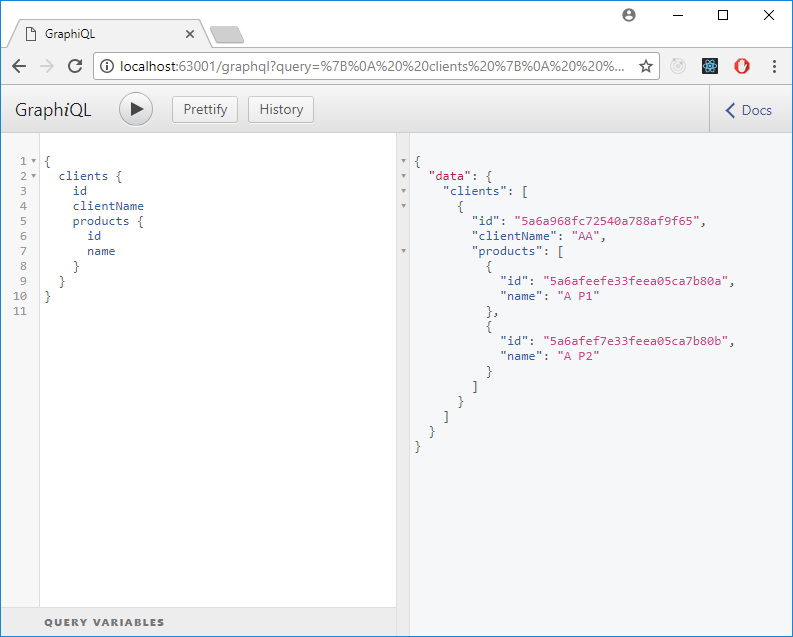 GraphiQL
localhost:63001/graphql?query=%7B%0A%20%20clients%20%7B%0A%20%20%20%...
GraphiQL
Prettify
History
Docs
1 {
2 clients {
3 id
4 clientName
5 products {
6 id
7 name
8 }
9 }
10 }
11
{
"data": {
"clients": [
{
"id": "5a6a968fc72540a788af9f65",
"clientName": "AA",
"products": [
{
"id": "5a6afeefe33feea05ca7b80a",
"name": "A P1"
},
{
"id": "5a6afef7e33feea05ca7b80b",
"name": "A P2"
}
]
}
]
}
}
QUERY VARIABLES